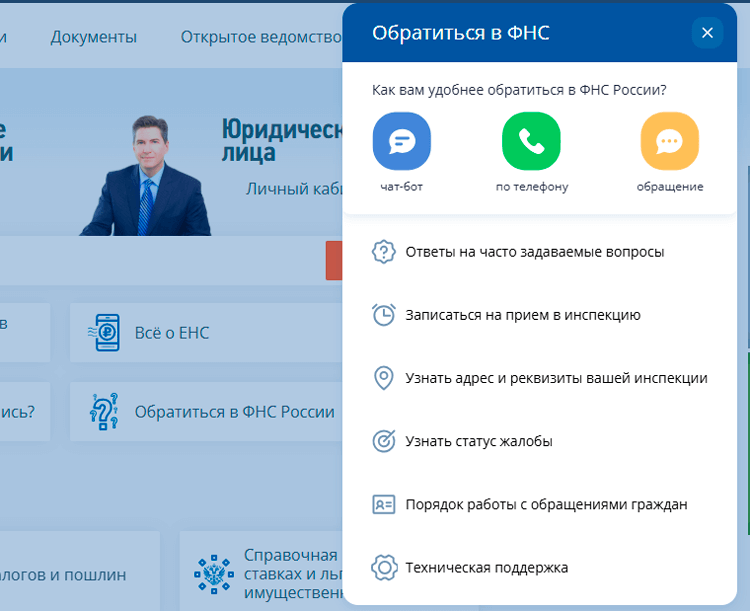 и
Документы
Открытое ведомство
Обратиться в ФНС
Как вам удобнее обратиться в ФНС России?
чат-бот
по телефону
обращение
е
и
Юридическ
лица
Личный каби
Ответы на часто задаваемые вопросы
Записаться на прием в инспекцию
Узнать адрес и реквизиты вашей инспекции
Узнать статус жалобы
Порядок работы с обращениями граждан
Техническая поддержка
в
Всё о ЕНС
ись?
Обратиться в ФНС России
алогов и пошлин
Справочная
ставках и льг
имуществен